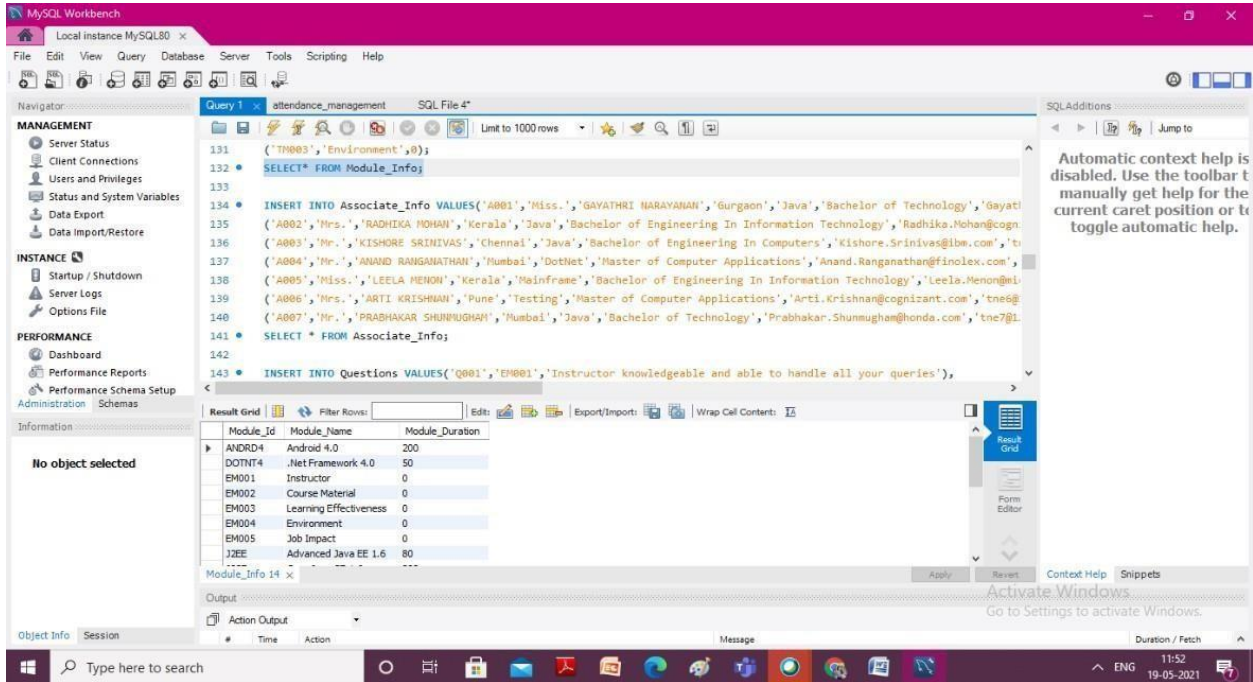 MySQL Workbench
Local instance MySQL80 ×
File Edit View Query Database Server Tools Scripting Help
Navigator
MANAGEMENT
Server Status
Client Connections
Users and Privileges
Status and System Variables
Data Export
Data Import/Restore
INSTANCE
Startup / Shutdown
Server Logs
Options File
PERFORMANCE
Dashboard
Performance Reports
Performance Schema Setup
Administration Schemas
Information
No object selected
Object Info Session
Query 1 × attendance_management SQL File 4*
Limit to 1000 rows
131 ('TM003','Environment',0);
132 SELECT* FROM Module_Info;
133
134 INSERT INTO Associate_Info VALUES('A001','Miss.','GAYATHRI NARAYANAN','Gurgaon','Java','Bachelor of Technology','Gayat
135 ('A002','Mrs.','RADHIKA MOHAN','Kerala','Java','Bachelor of Engineering In Information Technology','Radhika.Mohan@cogn
136 ('A003','Mr.','KISHORE SRINIVAS','Chennai','Java','Bachelor of Engineering In Computers','Kishore.Srinivas@ibm.com','t
137 ('A004','Mr.','ANAND RANGANATHAN','Mumbai','DotNet','Master of Computer Applications','Anand.Ranganathan@finolex.com',
138 ('A005','Miss.','LEELA MENON','Kerala','Mainframe','Bachelor of Engineering In Information Technology','Leela.Menon@mi
139 ('A006','Mrs.','ARTI KRISHNAN','Pune','Testing','Master of Computer Applications','Arti.Krishnan@cognizant.com','tne6@
140 ('A007','Mr.','PRABHAKAR SHUNMUGHAM','Mumbai','Java','Bachelor of Technology','Prabhakar.Shunmugham@honda.com','tne7@1
141 SELECT * FROM Associate_Info;
142
143 INSERT INTO Questions VALUES('Q001','EM001','Instructor knowledgeable and able to handle all your queries'),
Result Grid Filter Rows: Edit: Export/Import: Wrap Cell Content:
Module_Id Module_Name Module_Duration
ANDRD4 Android 4.0 200
DOTNT4 .Net Framework 4.0 50
EM001 Instructor 0
EM002 Course Material 0
EM003 Learning Effectiveness 0
EM004 Environment 0
EM005 Job Impact 0
J2EE Advanced Java EE 1.6 80
Result Grid
Form Editor
Module_Info 14 × Apply Revert
Output
Action Output
# Time Action Message Duration / Fetch
SQLAdditions
Jump to
Automatic context help is
disabled. Use the toolbar t
manually get help for the
current caret position or to
toggle automatic help.
Context Help Snippets
Activate Windows
Go to Settings to activate Windows.
Type here to search
ENG
11:52
19-05-2021